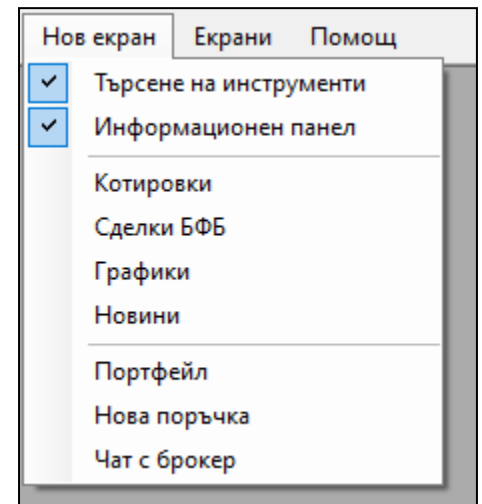 Нов екран Екрани Помощ
Търсене на инструменти
Информационен панел
Котировки
Сделки БФБ
Графики
Новини
Портфейл
Нова поръчка
Чат с брокер